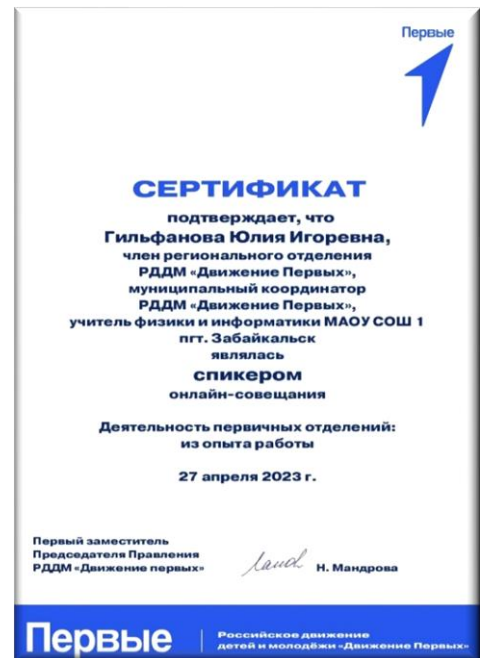 Первые
СЕРТИФИКАТ
подтверждает, что
Гильфанова Юлия Игоревна,
член регионального отделения
РДДМ «Движение Первых»,
муниципальный координатор
РДДМ «Движение Первых»,
учитель физики и информатики МАОУ СОШ 1
пгт. Забайкальск
являлась
спикером
онлайн-совещания
Деятельность первичных отделений:
из опыта работы
27 апреля 2023 г.
Первый заместитель
Председателя Правления
РДДМ «Движение первых»
Н. Мандрова
Первые
Российское движение
детей и молодёжи «Движение Первых»